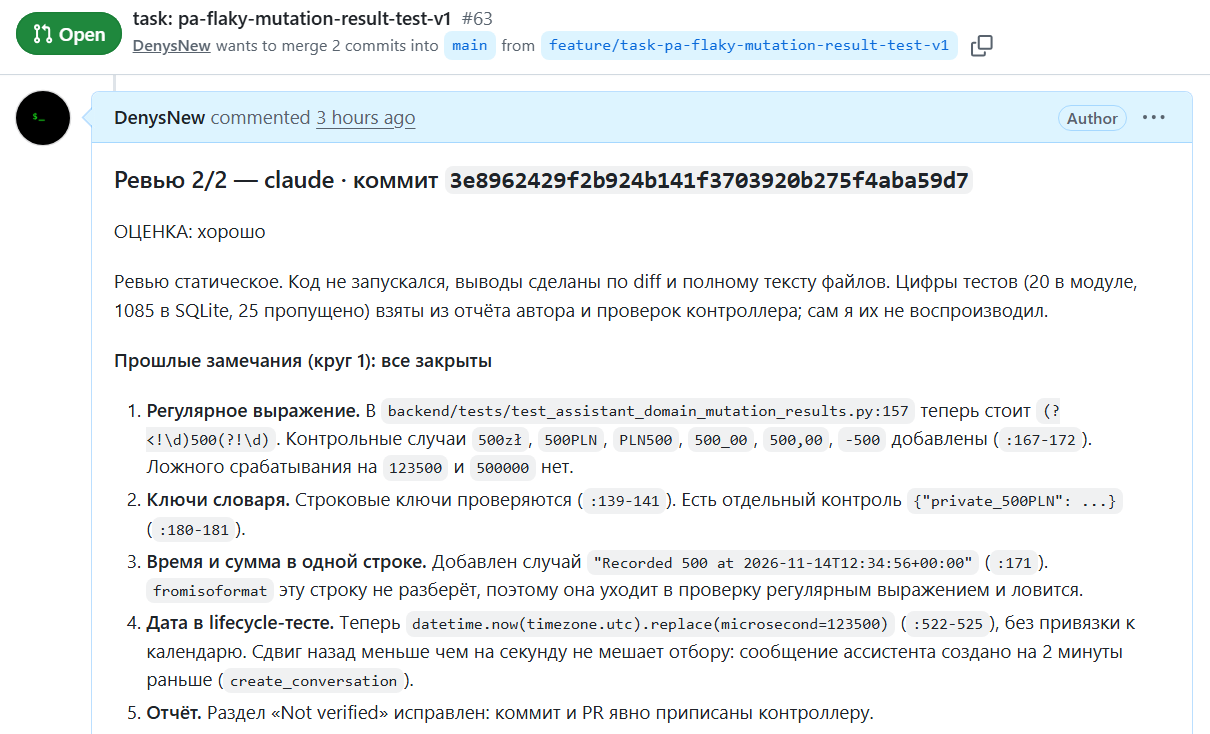 Open
task: pa-flaky-mutation-result-test-v1 #63
DenysNew wants to merge 2 commits into main from feature/task-pa-flaky-mutation-result-test-v1
$_
DenysNew commented 3 hours ago
Author
Ревью 2/2 — claude · коммит 3e8962429f2b924b141f3703920b275f4aba59d7
ОЦЕНКА: хорошо
Ревью статическое. Код не запускался, выводы сделаны по diff и полному тексту файлов. Цифры тестов (20 в модуле,
1085 в SQLite, 25 пропущено) взяты из отчёта автора и проверок контроллера; сам я их не воспроизводил.
Прошлые замечания (круг 1): все закрыты
1. Регулярное выражение. В backend/tests/test_assistant_domain_mutation_results.py:157 теперь стоит (?
<!\d)500(?!\d) . Контрольные случаи 500zł , 500PLN , PLN500 , 500_00 , 500,00 , -500 добавлены ( :167-172 ).
Ложного срабатывания на 123500 и 500000 нет.
2. Ключи словаря. Строковые ключи проверяются ( :139-141 ). Есть отдельный контроль {"private_500PLN": ...}
( :180-181 ).
3. Время и сумма в одной строке. Добавлен случай "Recorded 500 at 2026-11-14T12:34:56+00:00" ( :171 ).
fromisoformat эту строку не разберёт, поэтому она уходит в проверку регулярным выражением и ловится.
4. Дата в lifecycle-тесте. Теперь datetime.now(timezone.utc).replace(microsecond=123500) ( :522-525 ), без привязки к
календарю. Сдвиг назад меньше чем на секунду не мешает отбору: сообщение ассистента создано на 2 минуты
раньше ( create_conversation ).
5. Отчёт. Раздел «Not verified» исправлен: коммит и PR явно приписаны контроллеру.